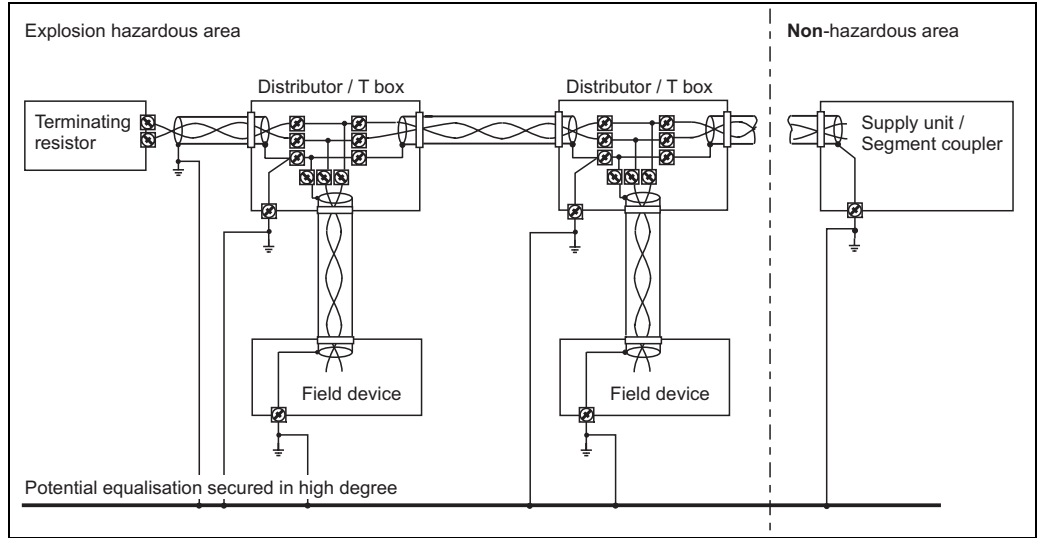 Explosion hazardous area
Non-hazardous area
Distributor / T box
Distributor / T box
Terminating
resistor
Supply unit /
Segment coupler
Field device
Field device
Potential equalisation secured in high degree